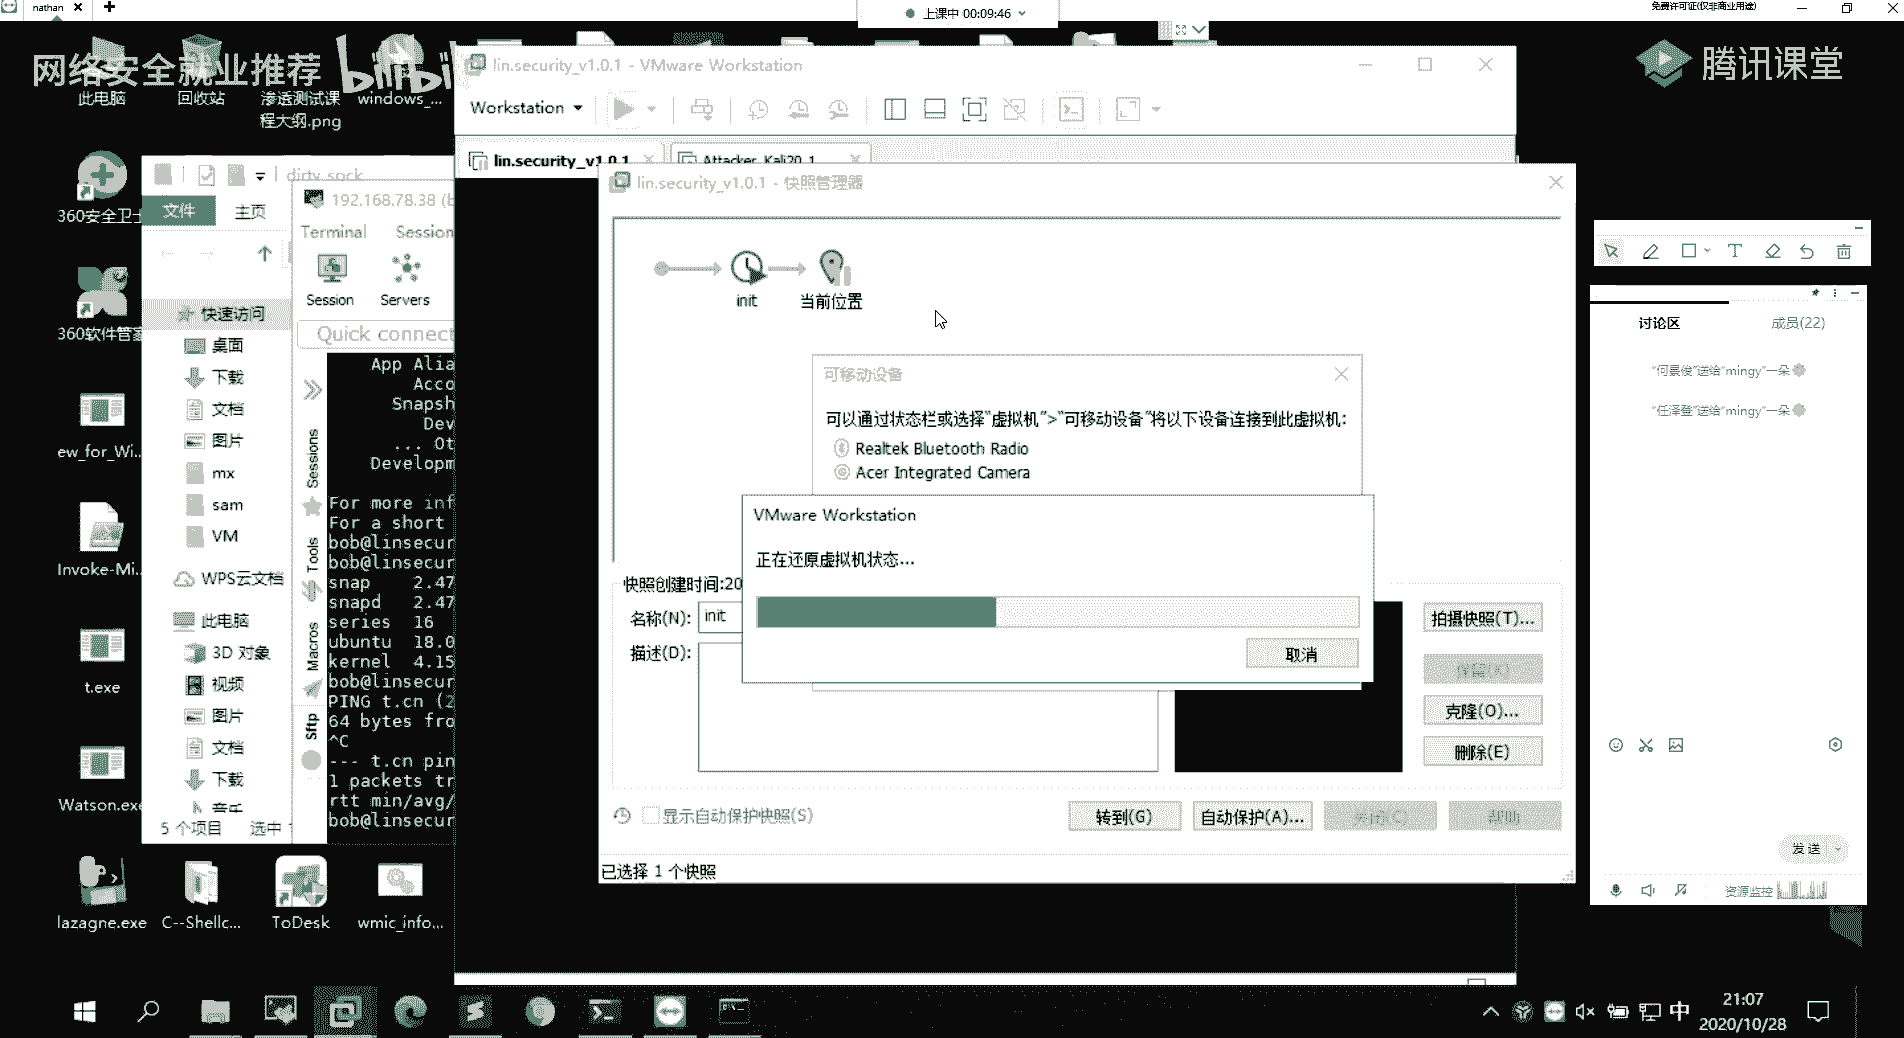 nathan
上课中 00:09:46
免费许可证(仅非商业用途)
网络安全就业推荐
腾讯课堂
此电脑
回收站
渗透测试课
程大纲.png
windows_...
lin.security_v1.0.1 - VMware Workstation
Workstation
lin.security_v1.0.1
Attacker_Kali20_1
360安全卫士
dirty_sock
文件
主页
192.168.78.38 (b
Terminal
Session
Session
Servers
Quick connect
lin.security_v1.0.1 - 快照管理器
init
当前位置
可移动设备
可以通过状态栏或选择"虚拟机">"可移动设备"将以下设备连接到此虚拟机:
Realtek Bluetooth Radio
Acer Integrated Camera
VMware Workstation
正在还原虚拟机状态...
取消
快照创建时间:20
名称(N):
init
描述(D):
拍摄快照(T)...
克隆(O)...
删除(E)
显示自动保护快照(S)
转到(G)
自动保护(A)...
已选择 1 个快照
360软件管家
ew_for_Wi...
Invoke-Mi...
t.exe
Watson.exe
lazagne.exe
C--Shellc...
ToDesk
wmic_info...
快速访问
桌面
下载
文档
图片
mx
sam
VM
WPS云文档
此电脑
3D 对象
视频
图片
文档
下载
音乐
5 个项目
选中
Sessions
Tools
Macros
Sftp
App Alia
Acco
Snapsh
Dev
... Ot
Developm
For more inf
For a short
bob@linsecur
bob@linsecur
snap 2.47
snapd 2.47
series 16
ubuntu 18.0
kernel 4.15
bob@linsecur
PING t.cn (2
64 bytes fro
^C
--- t.cn pin
1 packets tr
rtt min/avg/
bob@linsecur
讨论区
成员(22)
"何景俊"送给"mingy"一朵
"任泽登"送给"mingy"一朵
发送
资源监控
中
21:07
2020/10/28